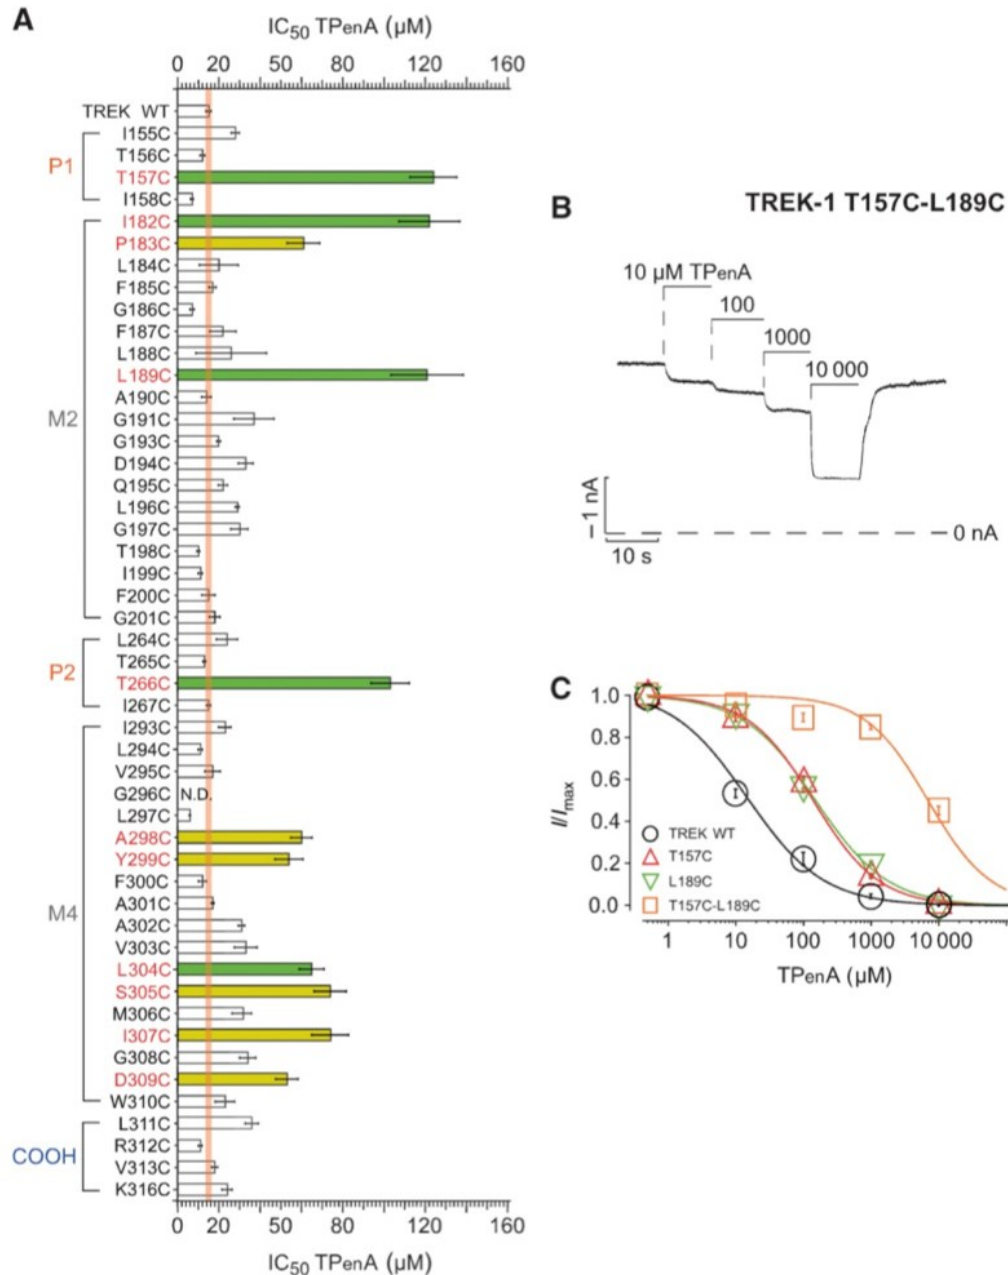 A
IC50 TPenA (µM)
0 20 50 80 120 160
TREK WT
P1
I155C
T156C
T157C
I158C
M2
I182C
P183C
L184C
F185C
G186C
F187C
L188C
L189C
A190C
G191C
G193C
D194C
Q195C
L196C
G197C
T198C
I199C
F200C
G201C
P2
L264C
T265C
T266C
I267C
M4
I293C
L294C
V295C
G296C N.D.
L297C
A298C
Y299C
F300C
A301C
A302C
V303C
L304C
S305C
M306C
I307C
G308C
D309C
W310C
COOH
L311C
R312C
V313C
K316C
0 20 50 80 120 160
IC50 TPenA (µM)
B
TREK-1 T157C-L189C
10 µM TPenA
100
1000
10 000
1 nA
10 s
0 nA
C
I/Imax
1.0
0.8
0.6
0.4
0.2
0.0
TREK WT
T157C
L189C
T157C-L189C
1 10 100 1000 10 000
TPenA (µM)